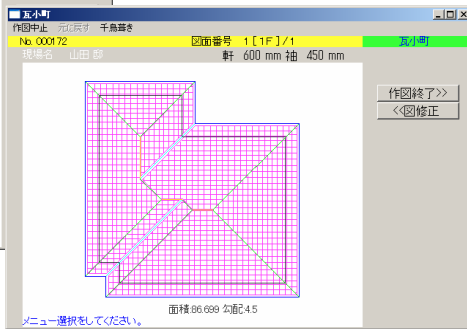 瓦小町
作図中止 元に戻す 千鳥葺き
No. 000172 図面番号 1 [ 1F ] / 1 瓦小町
現場名 山田 邸 軒 600 mm 袖 450 mm
作図終了>>
<<図修正
面積:86.699 勾配:4.5
メニュー選択をしてください。